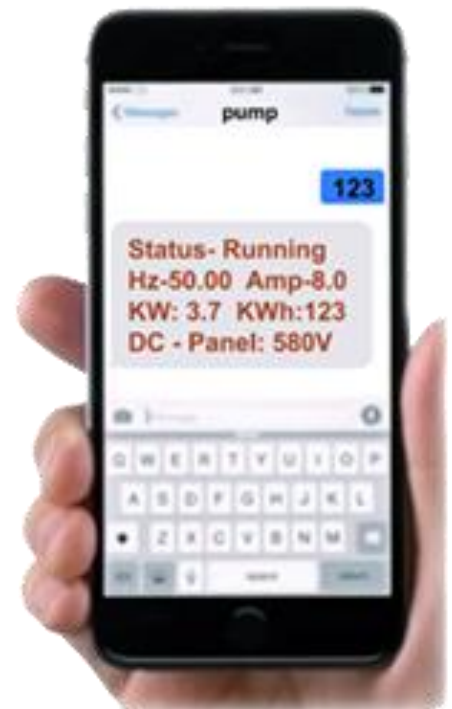 Messages
pump
123
Status- Running
Hz-50.00 Amp-8.0
KW: 3.7 KWh:123
DC - Panel: 580V
Q W E R T Y U I O P
A S D F G H J K L
Z X C V B N M